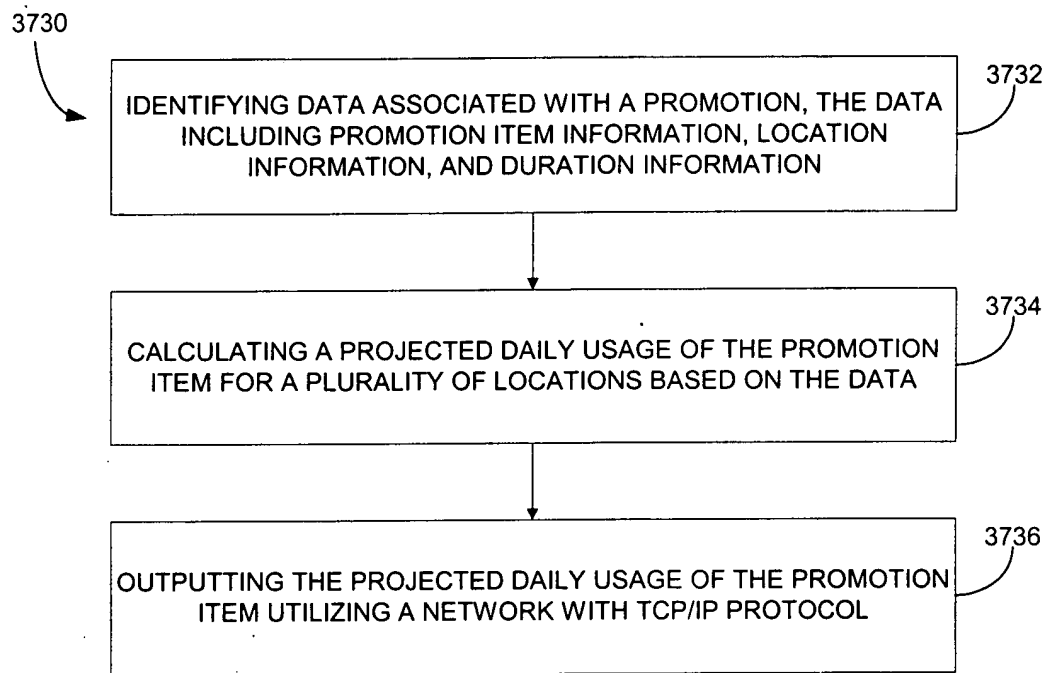 3730
3732
IDENTIFYING DATA ASSOCIATED WITH A PROMOTION, THE DATA
INCLUDING PROMOTION ITEM INFORMATION, LOCATION
INFORMATION, AND DURATION INFORMATION
3734
CALCULATING A PROJECTED DAILY USAGE OF THE PROMOTION
ITEM FOR A PLURALITY OF LOCATIONS BASED ON THE DATA
3736
OUTPUTTING THE PROJECTED DAILY USAGE OF THE PROMOTION
ITEM UTILIZING A NETWORK WITH TCP/IP PROTOCOL